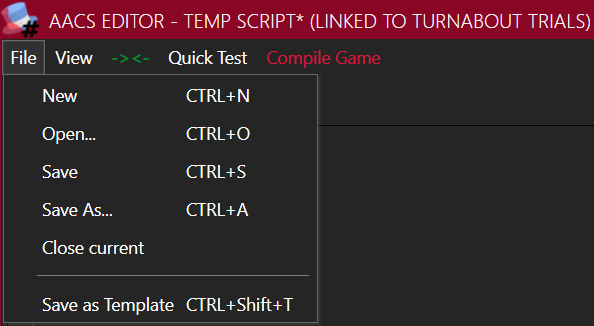 AACS EDITOR - TEMP SCRIPT* (LINKED TO TURNABOUT TRIALS)
File View -><- Quick Test Compile Game
New CTRL+N
Open... CTRL+O
Save CTRL+S
Save As... CTRL+A
Close current
Save as Template CTRL+Shift+T